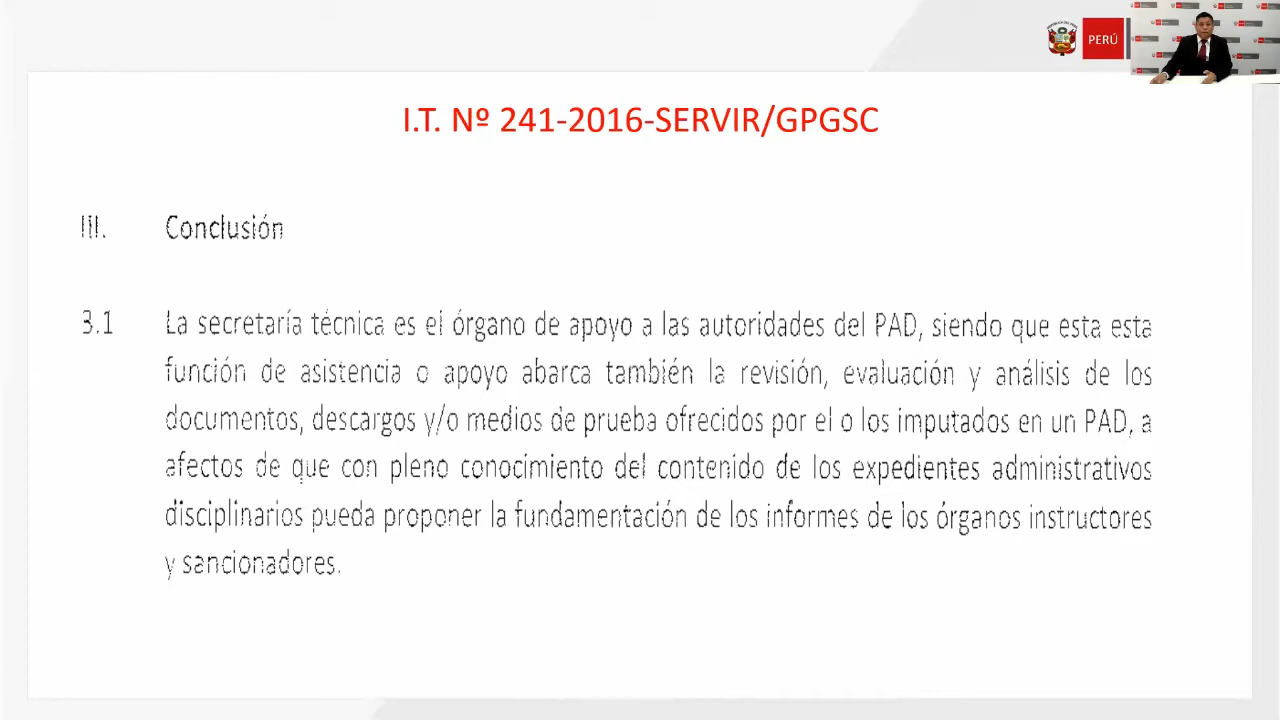 PERÚ
I.T. Nº 241-2016-SERVIR/GPGSC
III. Conclusión
3.1 La secretaría técnica es el órgano de apoyo a las autoridades del PAD, siendo que esta esta
función de asistencia o apoyo abarca también la revisión, evaluación y análisis de los
documentos, descargos y/o medios de prueba ofrecidos por el o los imputados en un PAD, a
afectos de que con pleno conocimiento del contenido de los expedientes administrativos
disciplinarios pueda proponer la fundamentación de los informes de los órganos instructores
y sancionadores.